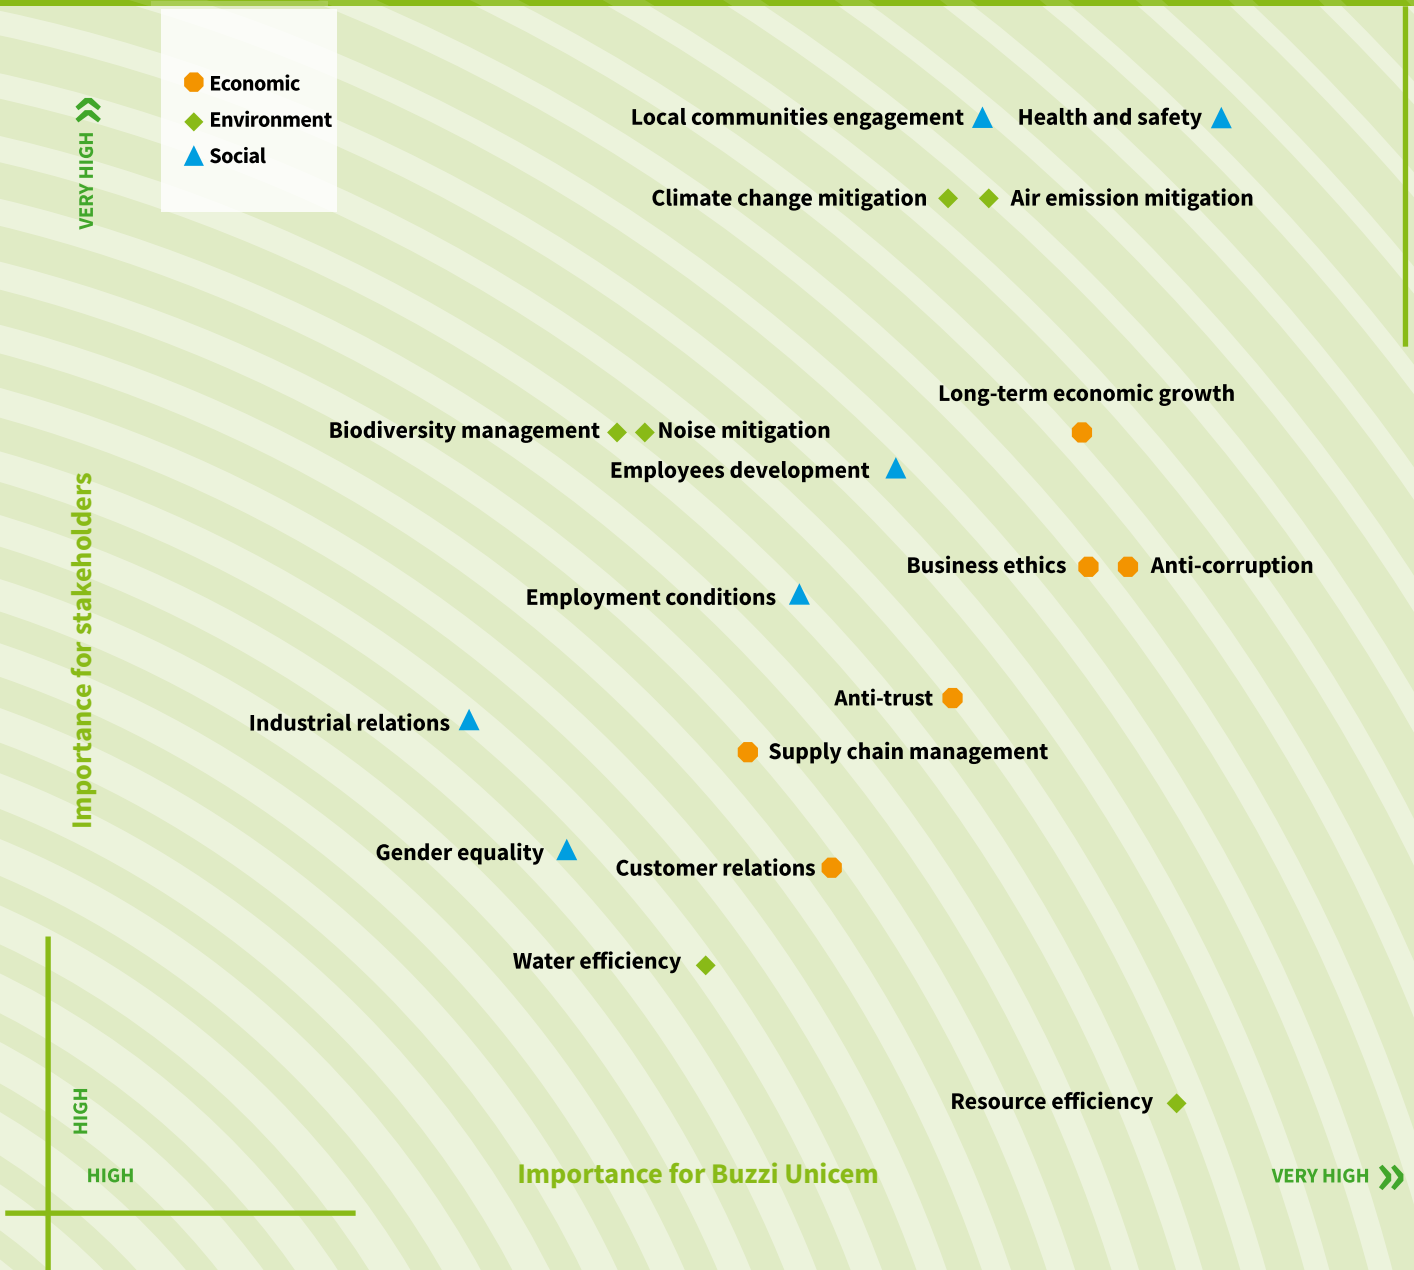 Economic
Environment
Social
VERY HIGH
Local communities engagement
Health and safety
Climate change mitigation
Air emission mitigation
Long-term economic growth
Biodiversity management
Noise mitigation
Employees development
Importance for stakeholders
Business ethics
Anti-corruption
Employment conditions
Anti-trust
Industrial relations
Supply chain management
Gender equality
Customer relations
Water efficiency
Resource efficiency
HIGH
HIGH
Importance for Buzzi Unicem
VERY HIGH